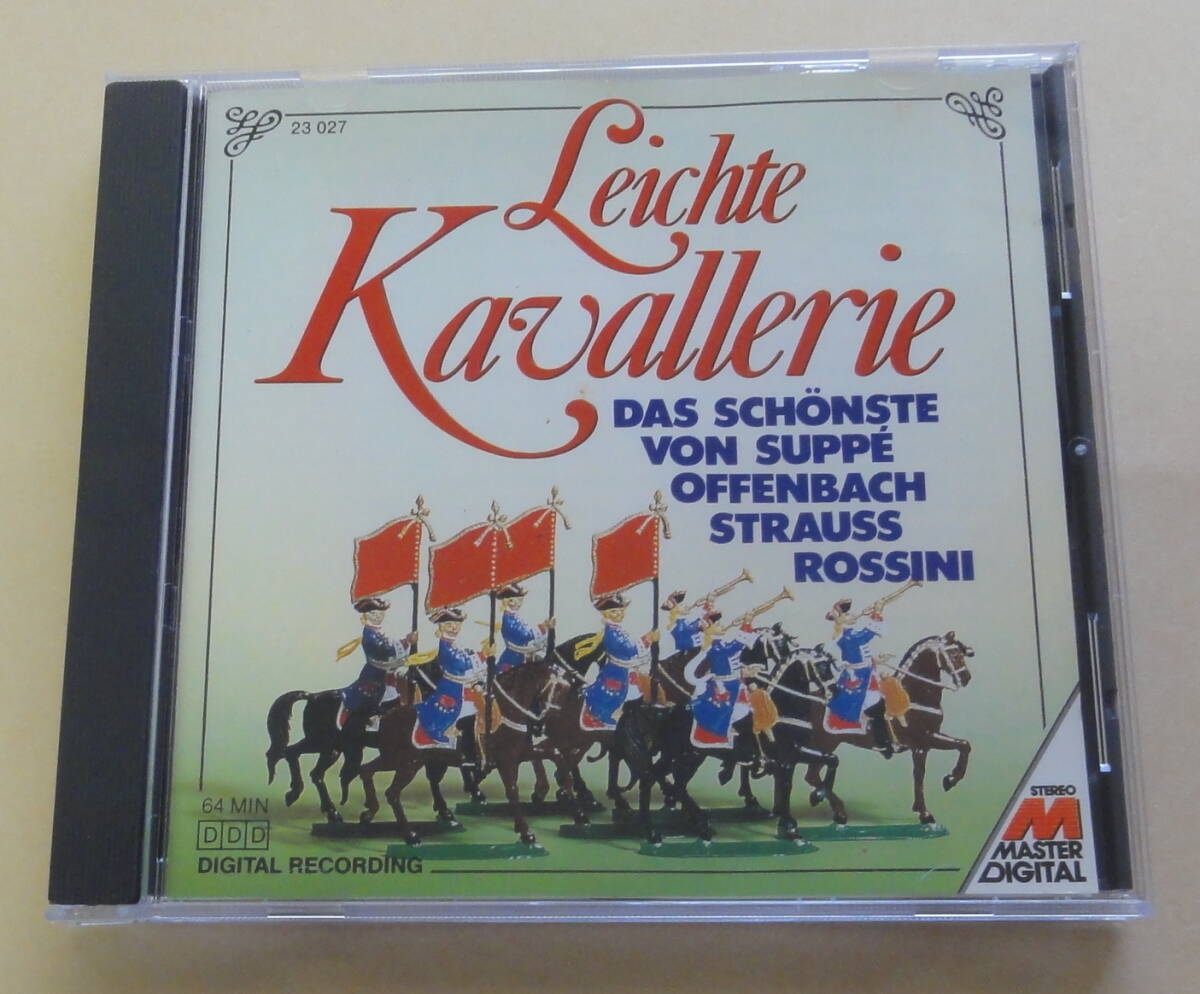 23 027
Leichte
Kavallerie
DAS SCHÖNSTE
VON SUPPÉ
OFFENBACH
STRAUSS
ROSSINI
64 MIN
DDD
DIGITAL RECORDING
STEREO
M
MASTER
DIGITAL